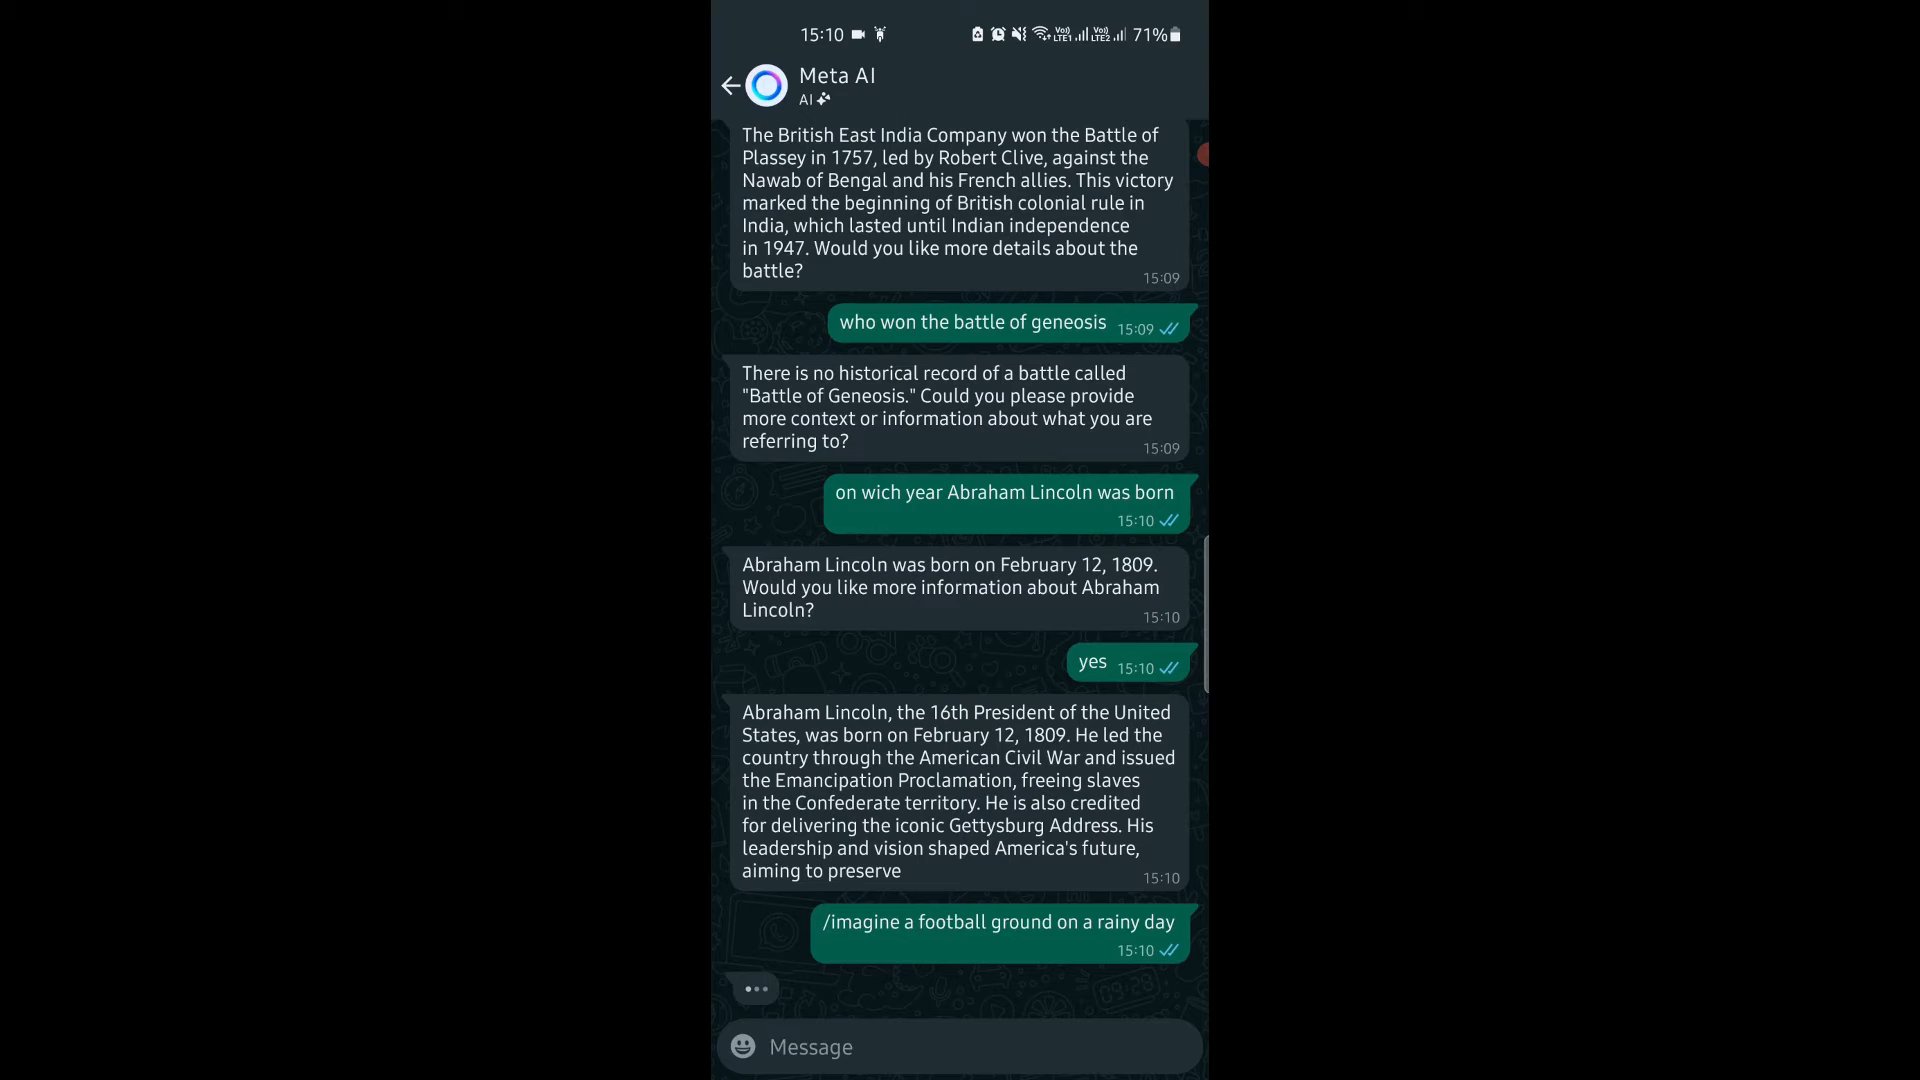 15:10
Vo)) LTE1 Vo)) LTE2 71%
Meta AI
AI
The British East India Company won the Battle of
Plassey in 1757, led by Robert Clive, against the
Nawab of Bengal and his French allies. This victory
marked the beginning of British colonial rule in
India, which lasted until Indian independence
in 1947. Would you like more details about the
battle?
15:09
who won the battle of geneosis
15:09
There is no historical record of a battle called
"Battle of Geneosis." Could you please provide
more context or information about what you are
referring to?
15:09
on wich year Abraham Lincoln was born
15:10
Abraham Lincoln was born on February 12, 1809.
Would you like more information about Abraham
Lincoln?
15:10
yes
15:10
Abraham Lincoln, the 16th President of the United
States, was born on February 12, 1809. He led the
country through the American Civil War and issued
the Emancipation Proclamation, freeing slaves
in the Confederate territory. He is also credited
for delivering the iconic Gettysburg Address. His
leadership and vision shaped America's future,
aiming to preserve
15:10
/imagine a football ground on a rainy day
15:10
Message